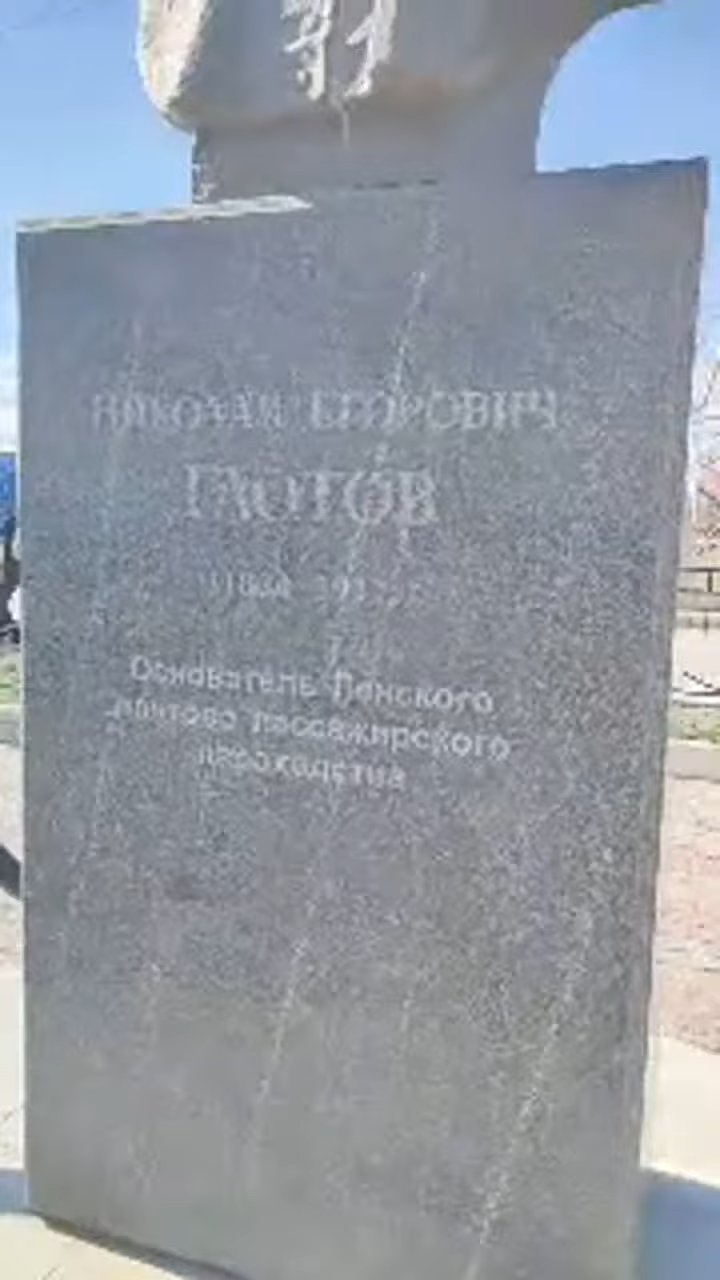 НИКОЛАЙ ЕГОРОВИЧ
ГЛОТОВ
Основатель Ленского
почтово пассажирского
пароходства